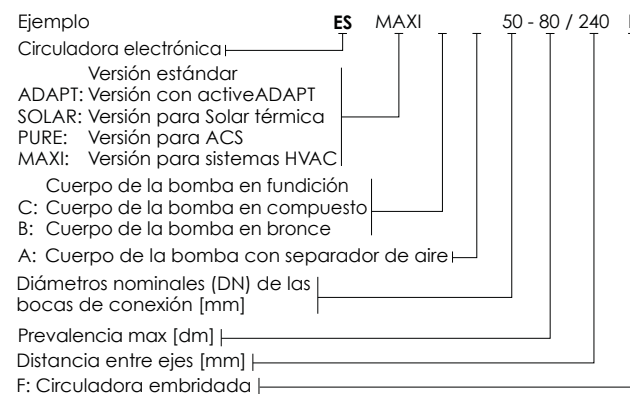 Ejemplo ES MAXI 50 - 80 / 240
Circuladora electrónica
Versión estándar
ADAPT: Versión con activeADAPT
SOLAR: Versión para Solar térmica
PURE: Versión para ACS
MAXI: Versión para sistemas HVAC
Cuerpo de la bomba en fundición
C: Cuerpo de la bomba en compuesto
B: Cuerpo de la bomba en bronce
A: Cuerpo de la bomba con separador de aire
Diámetros nominales (DN) de las
bocas de conexión [mm]
Prevalencia max [dm]
Distancia entre ejes [mm]
F: Circuladora embridada